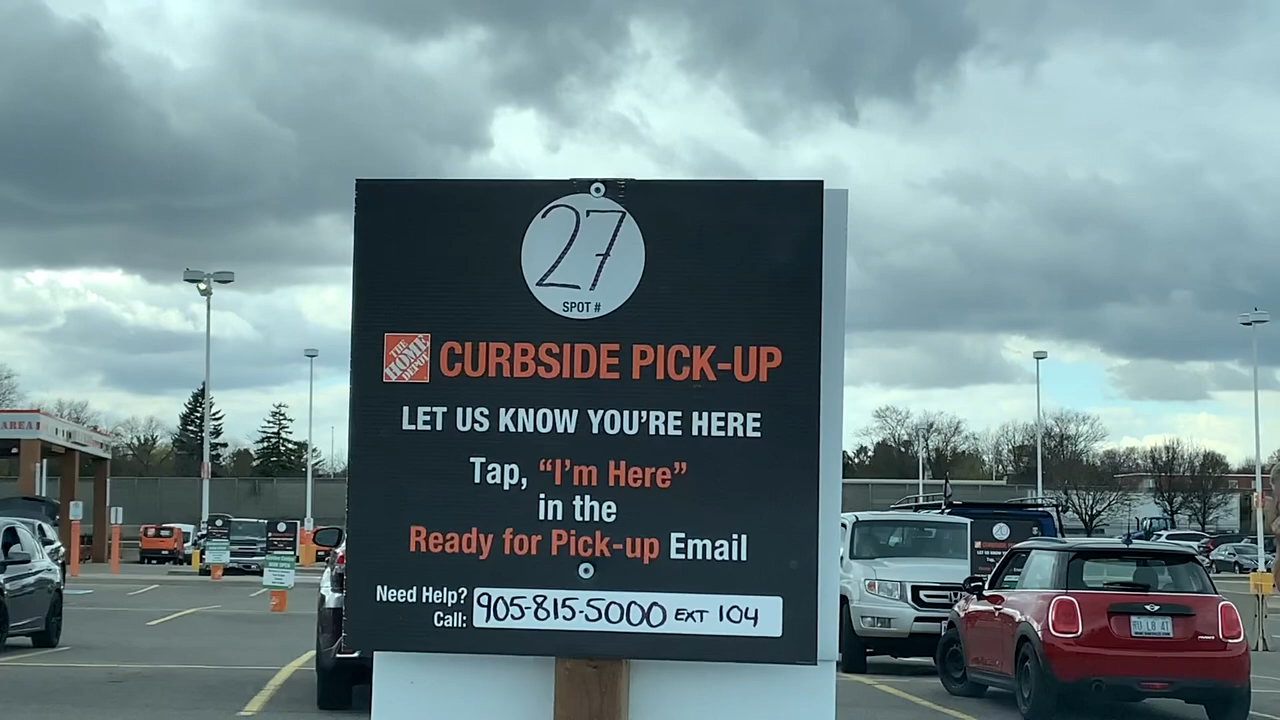 27
SPOT #
THE
HOME
DEPOT
CURBSIDE PICK-UP
LET US KNOW YOU'RE HERE
Tap, "I'm Here"
in the
Ready for Pick-up Email
Need Help?
Call:
905-815-5000 EXT 104
AREA